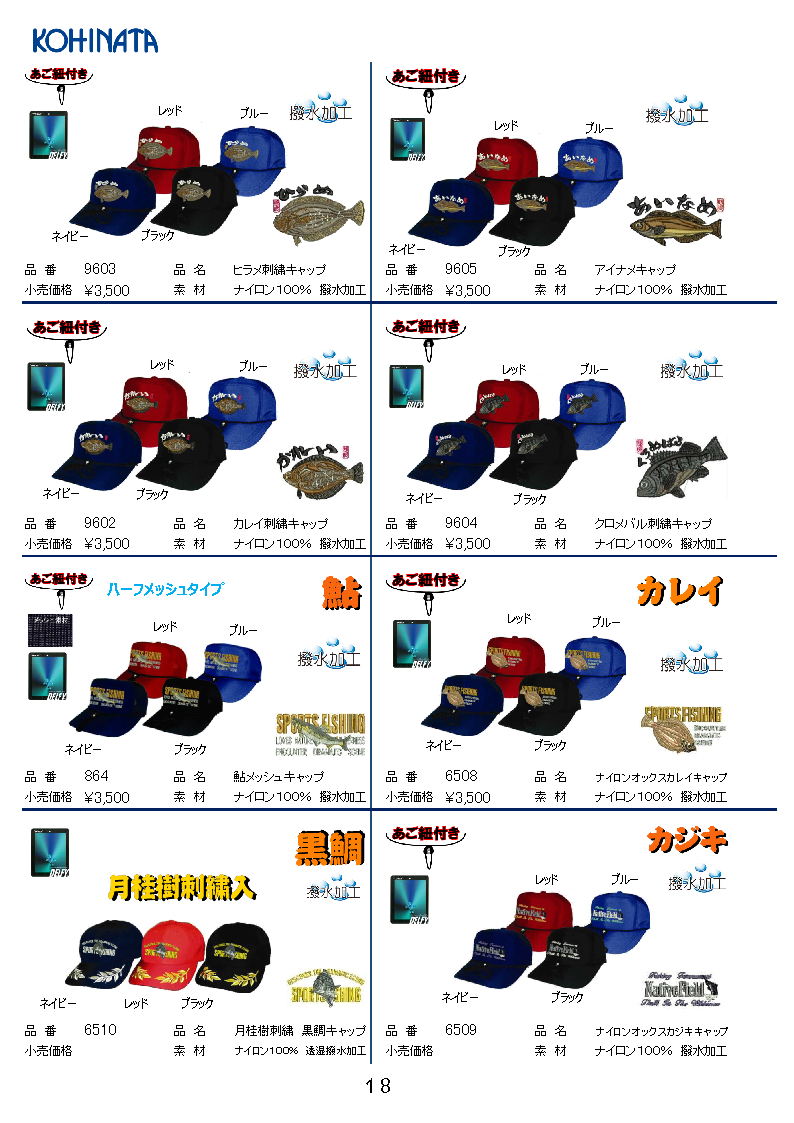 KOHINATA
あご紐付き
レッド
ブルー
撥水加工
DELFY
ひらめ
ネイビー
ブラック
品 番 9603 品 名 ヒラメ刺繍キャップ
小売価格 ¥3,500 素 材 ナイロン100% 撥水加工
あご紐付き
レッド
ブルー
撥水加工
DELFY
あいなめ
ネイビー
ブラック
品 番 9605 品 名 アイナメキャップ
小売価格 ¥3,500 素 材 ナイロン100% 撥水加工
あご紐付き
レッド
ブルー
撥水加工
DELFY
かれーい
ネイビー
ブラック
品 番 9602 品 名 カレイ刺繍キャップ
小売価格 ¥3,500 素 材 ナイロン100% 撥水加工
あご紐付き
レッド
ブルー
撥水加工
DELFY
ネイビー
ブラック
品 番 9604 品 名 クロメバル刺繍キャップ
小売価格 ¥3,500 素 材 ナイロン100% 撥水加工
あご紐付き
ハーフメッシュタイプ
鮎
メッシュ素材
レッド
ブルー
撥水加工
DELFY
SPORTS FISHING
ネイビー
ブラック
品 番 864 品 名 鮎メッシュキャップ
小売価格 ¥3,500 素 材 ナイロン100% 撥水加工
あご紐付き
カレイ
レッド
ブルー
撥水加工
DELFY
SPORTS FISHING
ENCOUNTER
DRAMATIC
SCENE
ネイビー
ブラック
品 番 6508 品 名 ナイロンオックスカレイキャップ
小売価格 ¥3,500 素 材 ナイロン100% 撥水加工
黒鯛
DELFY
月桂樹刺繍入
撥水加工
ネイビー
レッド
ブラック
品 番 6510 品 名 月桂樹刺繍 黒鯛キャップ
小売価格 素 材 ナイロン100% 透湿撥水加工
あご紐付き
カジキ
レッド
ブルー
撥水加工
DELFY
Fishing Tournament
Native Field
ネイビー
ブラック
品 番 6509 品 名 ナイロンオックスカジキキャップ
小売価格 素 材 ナイロン100% 撥水加工
18